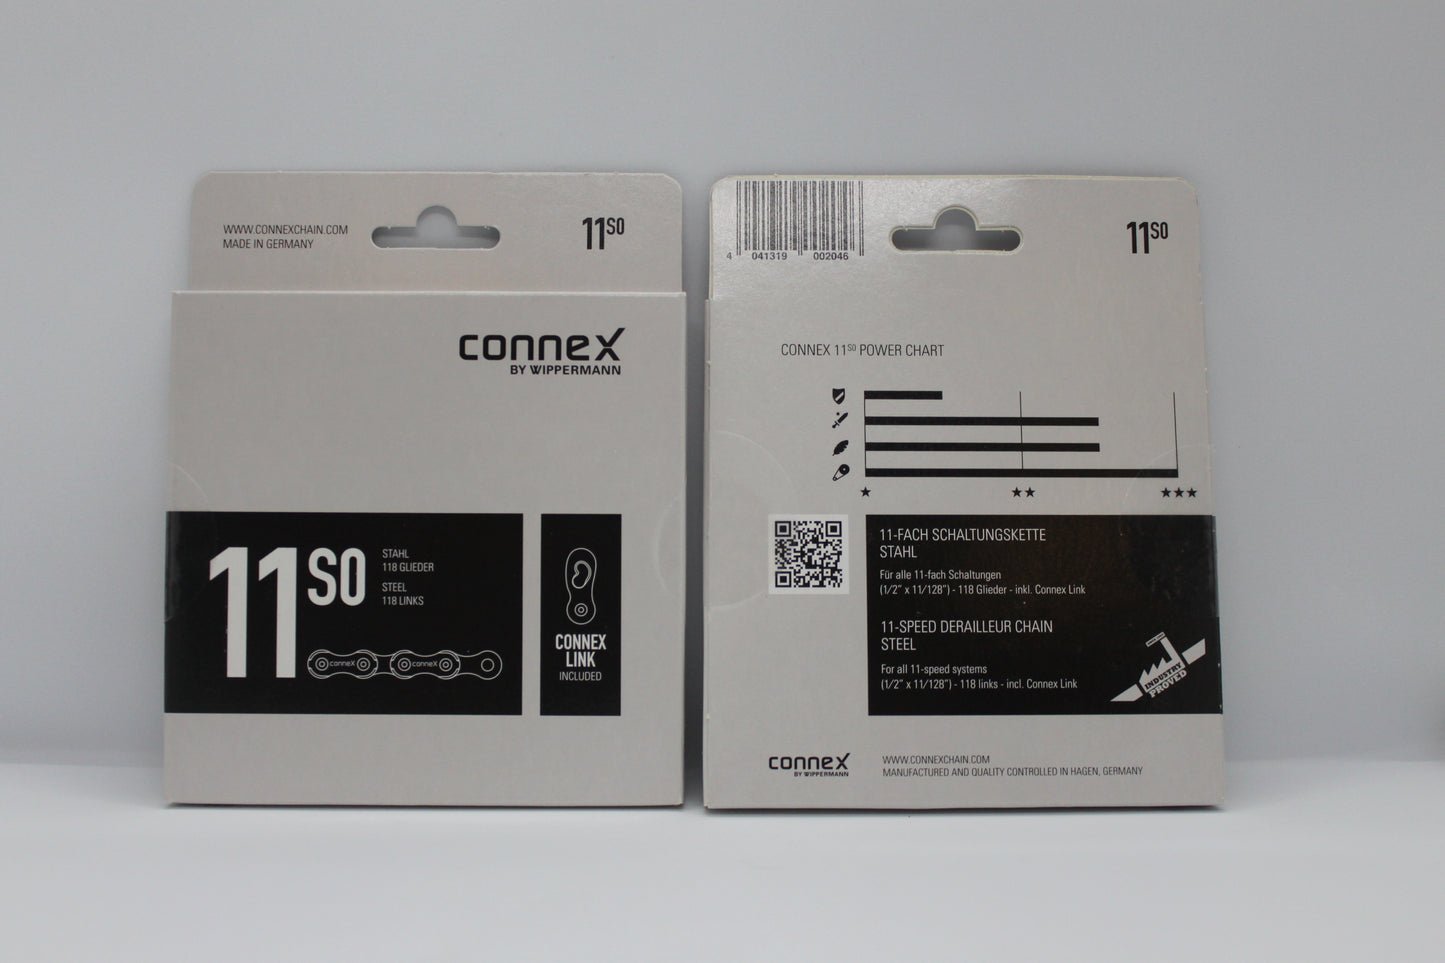 WWW.CONNEXCHAIN.COM
MADE IN GERMANY
11SO
connex
BY WIPPERMANN
11SO
STAHL
118 GLIEDER
STEEL
118 LINKS
connex connex
CONNEX
LINK
INCLUDED
4 041319 002046
11SO
CONNEX 11SO POWER CHART
★ ★★ ★★★
11-FACH SCHALTUNGSKETTE
STAHL
Für alle 11-fach Schaltungen
(1/2” x 11/128”) - 118 Glieder - inkl. Connex Link
11-SPEED DERAILLEUR CHAIN
STEEL
For all 11-speed systems
(1/2” x 11/128”) - 118 links - incl. Connex Link
INDUSTRY
PROVED
connex
BY WIPPERMANN
WWW.CONNEXCHAIN.COM
MANUFACTURED AND QUALITY CONTROLLED IN HAGEN, GERMANY